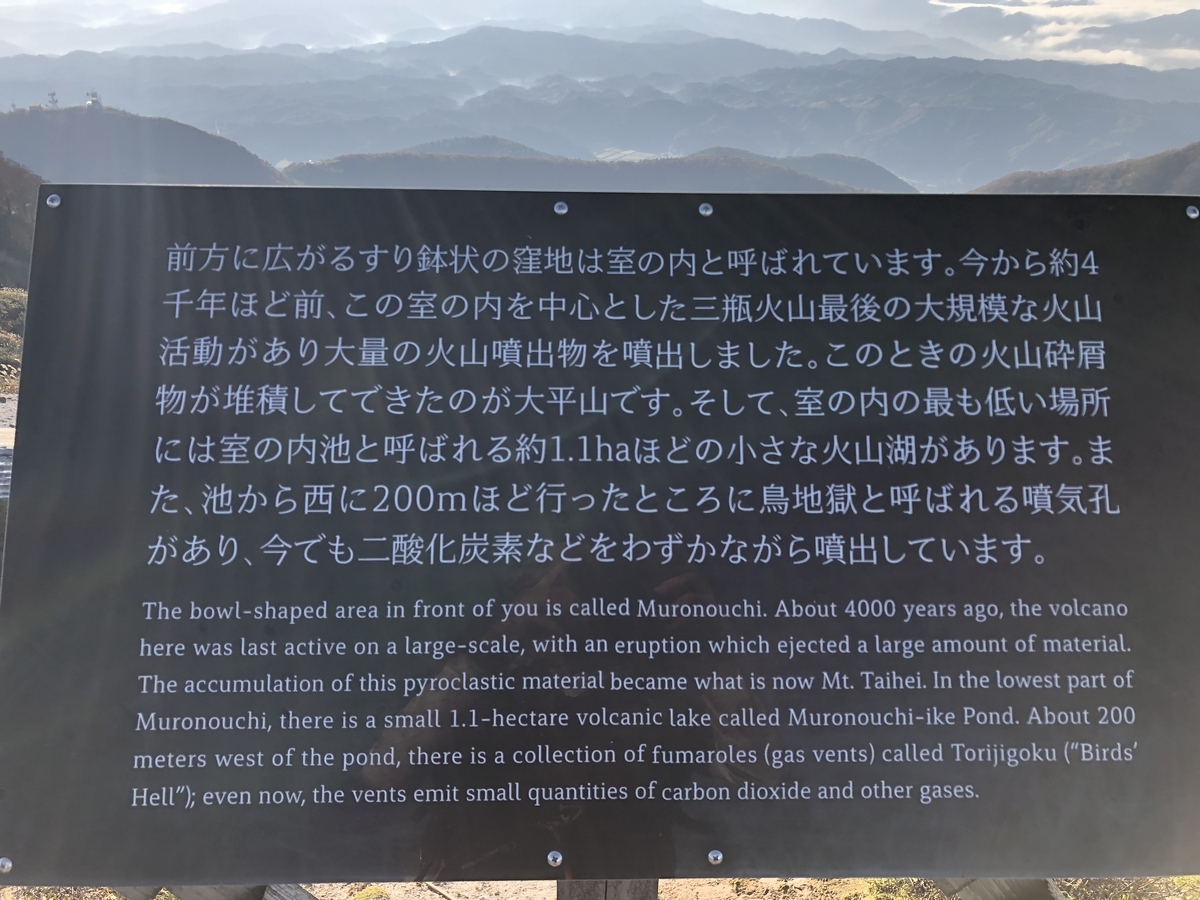 前方に広がるすり鉢状の窪地は室の内と呼ばれています。今から約4
千年ほど前、この室の内を中心とした三瓶火山最後の大規模な火山
活動があり大量の火山噴出物を噴出しました。このときの火山砕屑
物が堆積してできたのが大平山です。そして、室の内の最も低い場所
には室の内池と呼ばれる約1.1haほどの小さな火山湖があります。ま
た、池から西に200mほど行ったところに鳥地獄と呼ばれる噴気孔
があり、今でも二酸化炭素などをわずかながら噴出しています。
The bowl-shaped area in front of you is called Muronouchi. About 4000 years ago, the volcano
here was last active on a large-scale, with an eruption which ejected a large amount of material.
The accumulation of this pyroclastic material became what is now Mt. Taihei. In the lowest part of
Muronouchi, there is a small 1.1-hectare volcanic lake called Muronouchi-ike Pond. About 200
meters west of the pond, there is a collection of fumaroles (gas vents) called Torijigoku (“Birds’
Hell”); even now, the vents emit small quantities of carbon dioxide and other gases.